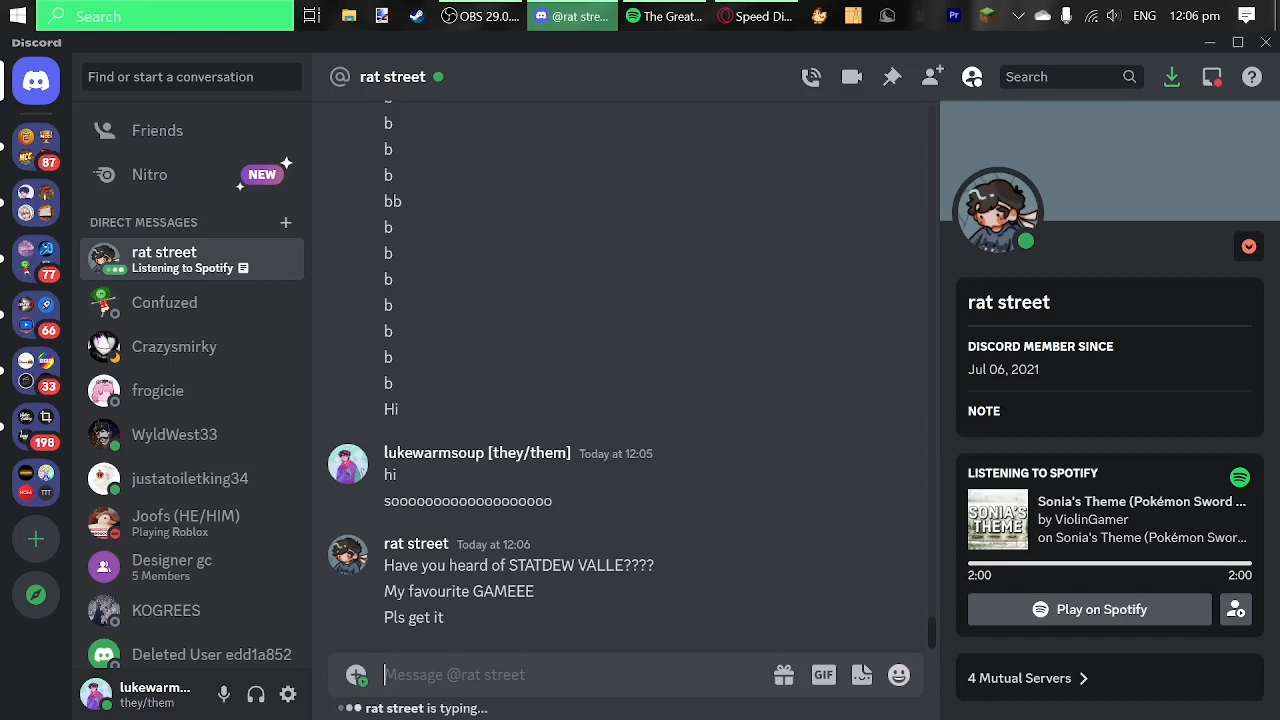 Search
OBS 29.0...
@rat stre...
The Great...
Speed Di...
Pr
ENG
12:06 pm
Discord
Find or start a conversation
rat street
Search
Friends
Nitro
NEW
DIRECT MESSAGES
rat street
Listening to Spotify
Confuzed
Crazysmirky
frogicie
WyldWest33
justatoiletking34
Joofs (HE/HIM)
Playing Roblox
Designer gc
5 Members
KOGREES
Deleted User edd1a852
lukewarm...
they/them
87
77
66
33
198
b
b
b
b
bb
b
b
b
b
b
b
b
Hi
lukewarmsoup [they/them] Today at 12:05
hi
sooooooooooooooooooo
rat street Today at 12:06
Have you heard of STATDEW VALLE????
My favourite GAMEEE
Pls get it
Message @rat street
GIF
rat street is typing...
rat street
DISCORD MEMBER SINCE
Jul 06, 2021
NOTE
LISTENING TO SPOTIFY
SONIA'S
THEME
Sonia's Theme (Pokémon Sword ...
by ViolinGamer
on Sonia's Theme (Pokémon Swor...
2:00
2:00
Play on Spotify
4 Mutual Servers